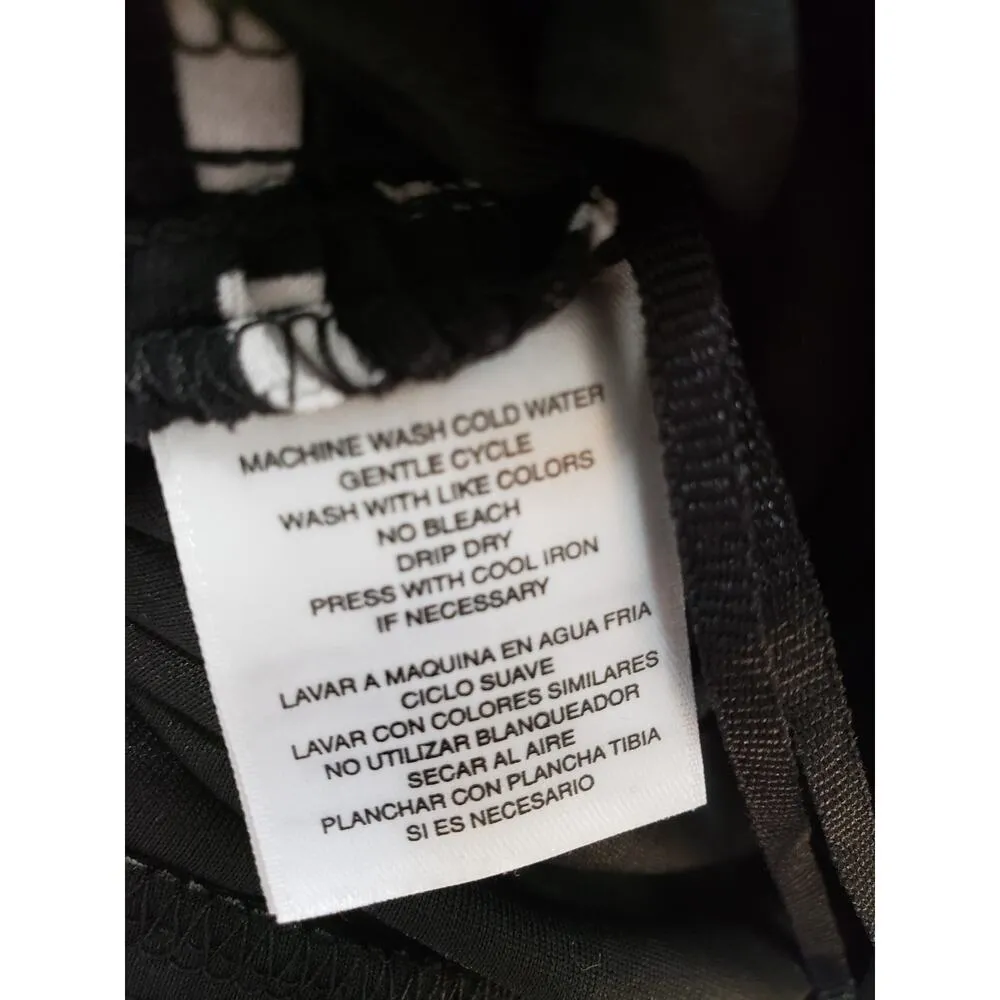 MACHINE WASH COLD WATER
GENTLE CYCLE
WASH WITH LIKE COLORS
NO BLEACH
DRIP DRY
PRESS WITH COOL IRON
IF NECESSARY
LAVAR A MAQUINA EN AGUA FRIA
CICLO SUAVE
LAVAR CON COLORES SIMILARES
NO UTILIZAR BLANQUEADOR
SECAR AL AIRE
PLANCHAR CON PLANCHA TIBIA
SI ES NECESARIO